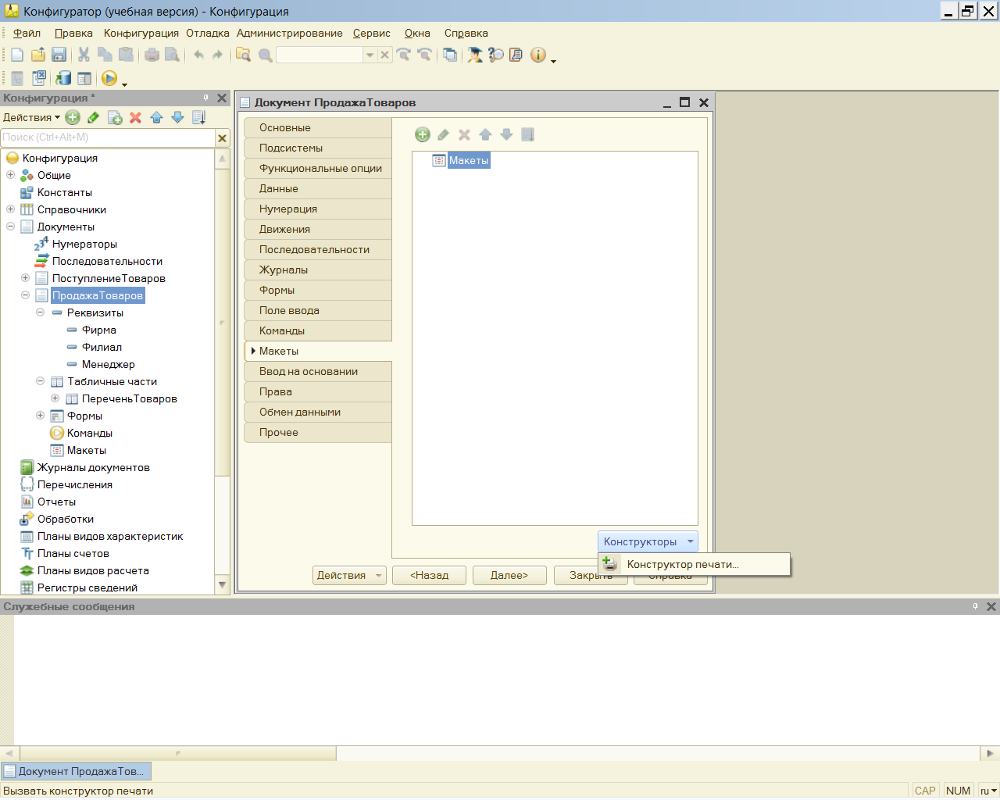 Конфигуратор (учебная версия) - Конфигурация
Файл Правка Конфигурация Отладка Администрирование Сервис Окна Справка
Конфигурация *
Действия
Поиск (Ctrl+Alt+M)
Конфигурация
Общие
Константы
Справочники
Документы
Нумераторы
Последовательности
ПоступлениеТоваров
ПродажаТоваров
Реквизиты
Фирма
Филиал
Менеджер
Табличные части
ПереченьТоваров
Формы
Команды
Макеты
Журналы документов
Перечисления
Отчеты
Обработки
Планы видов характеристик
Планы счетов
Планы видов расчета
Регистры сведений
Документ ПродажаТоваров
Основные
Подсистемы
Функциональные опции
Данные
Нумерация
Движения
Последовательности
Журналы
Формы
Поле ввода
Команды
Макеты
Ввод на основании
Права
Обмен данными
Прочее
Макеты
Конструкторы
Конструктор печати...
Действия <Назад Далее> Закрыть Справка
Служебные сообщения
Документ ПродажаТов...
Вызвать конструктор печати CAP NUM ru